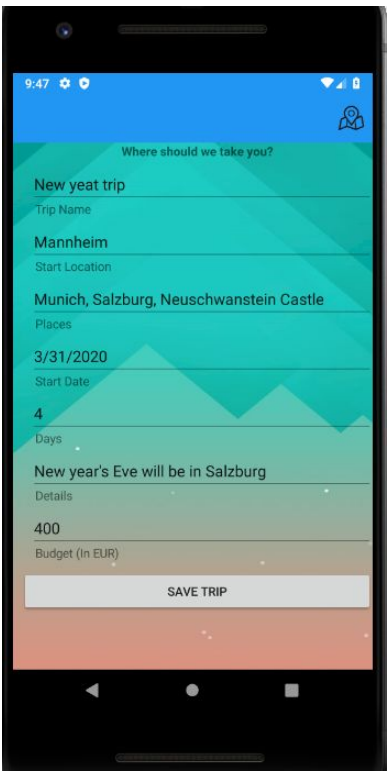 9:47
Where should we take you?
New yeat trip
Trip Name
Mannheim
Start Location
Munich, Salzburg, Neuschwanstein Castle
Places
3/31/2020
Start Date
4
Days
New year's Eve will be in Salzburg
Details
400
Budget (In EUR)
SAVE TRIP